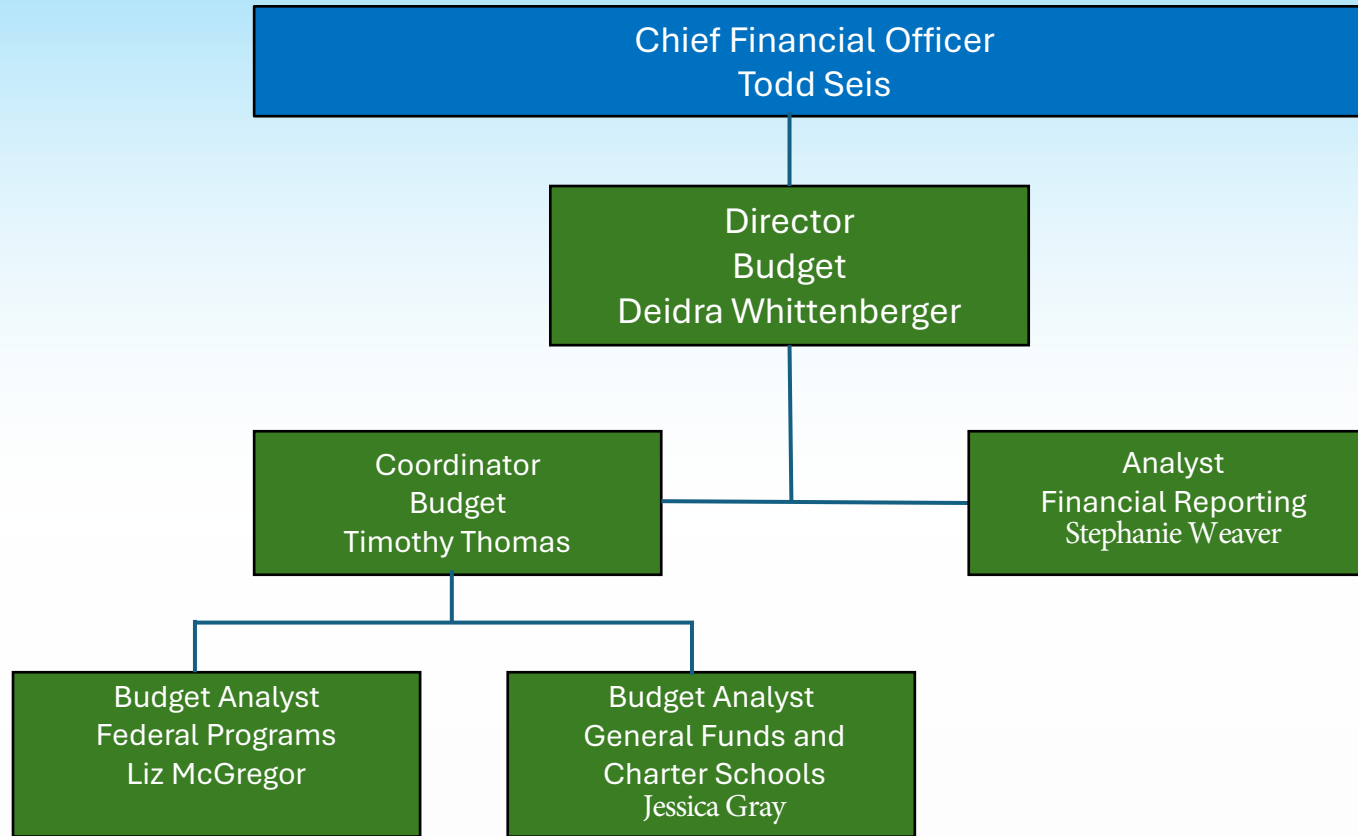 Chief Financial Officer
Todd Seis
Director
Budget
Deidra Whittenberger
Coordinator
Budget
Timothy Thomas
Analyst
Financial Reporting
Stephanie Weaver
Budget Analyst
Federal Programs
Liz McGregor
Budget Analyst
General Funds and
Charter Schools
Jessica Gray